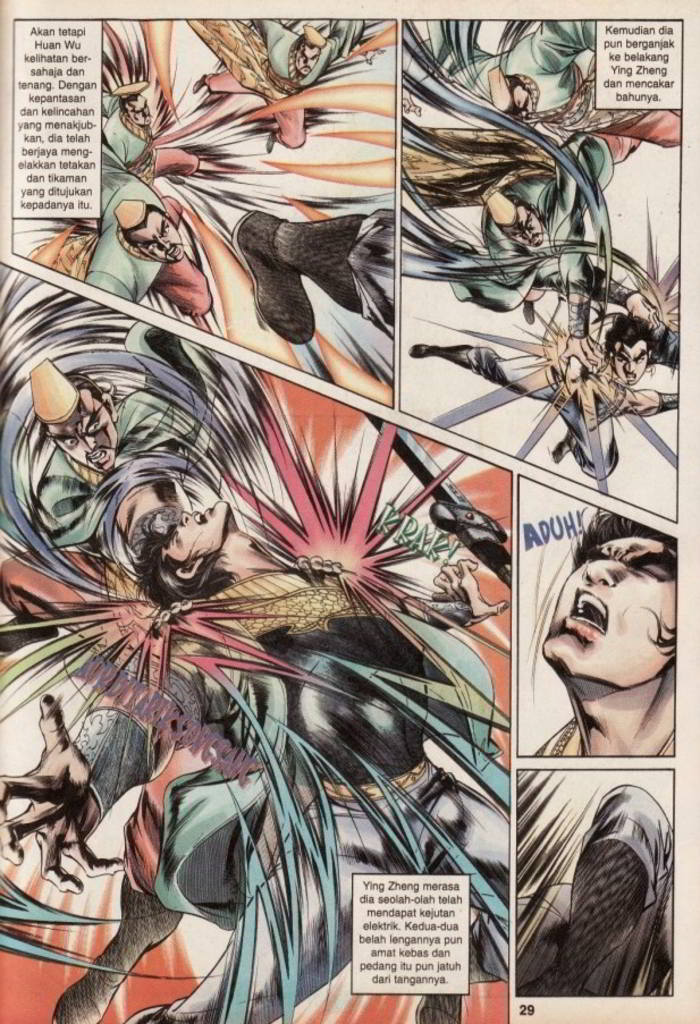 Akan tetapi
Huan Wu
kelihatan ber-
sahaja dan
tenang. Dengan
kepantasan
dan kelincahan
yang menakjub-
kan, dia telah
berjaya meng-
elakkan tetakan
dan tikaman
yang ditujukan
kepadanya itu.
Kemudian dia
pun berganjak
ke belakang
Ying Zheng
dan mencakar
bahunya.
KRAK!
ADUH!
Ying Zheng merasa
dia seolah-olah telah
mendapat kejutan
elektrik. Kedua-dua
belah lengannya pun
amat kebas dan
pedang itu pun jatuh
dari tangannya.
29